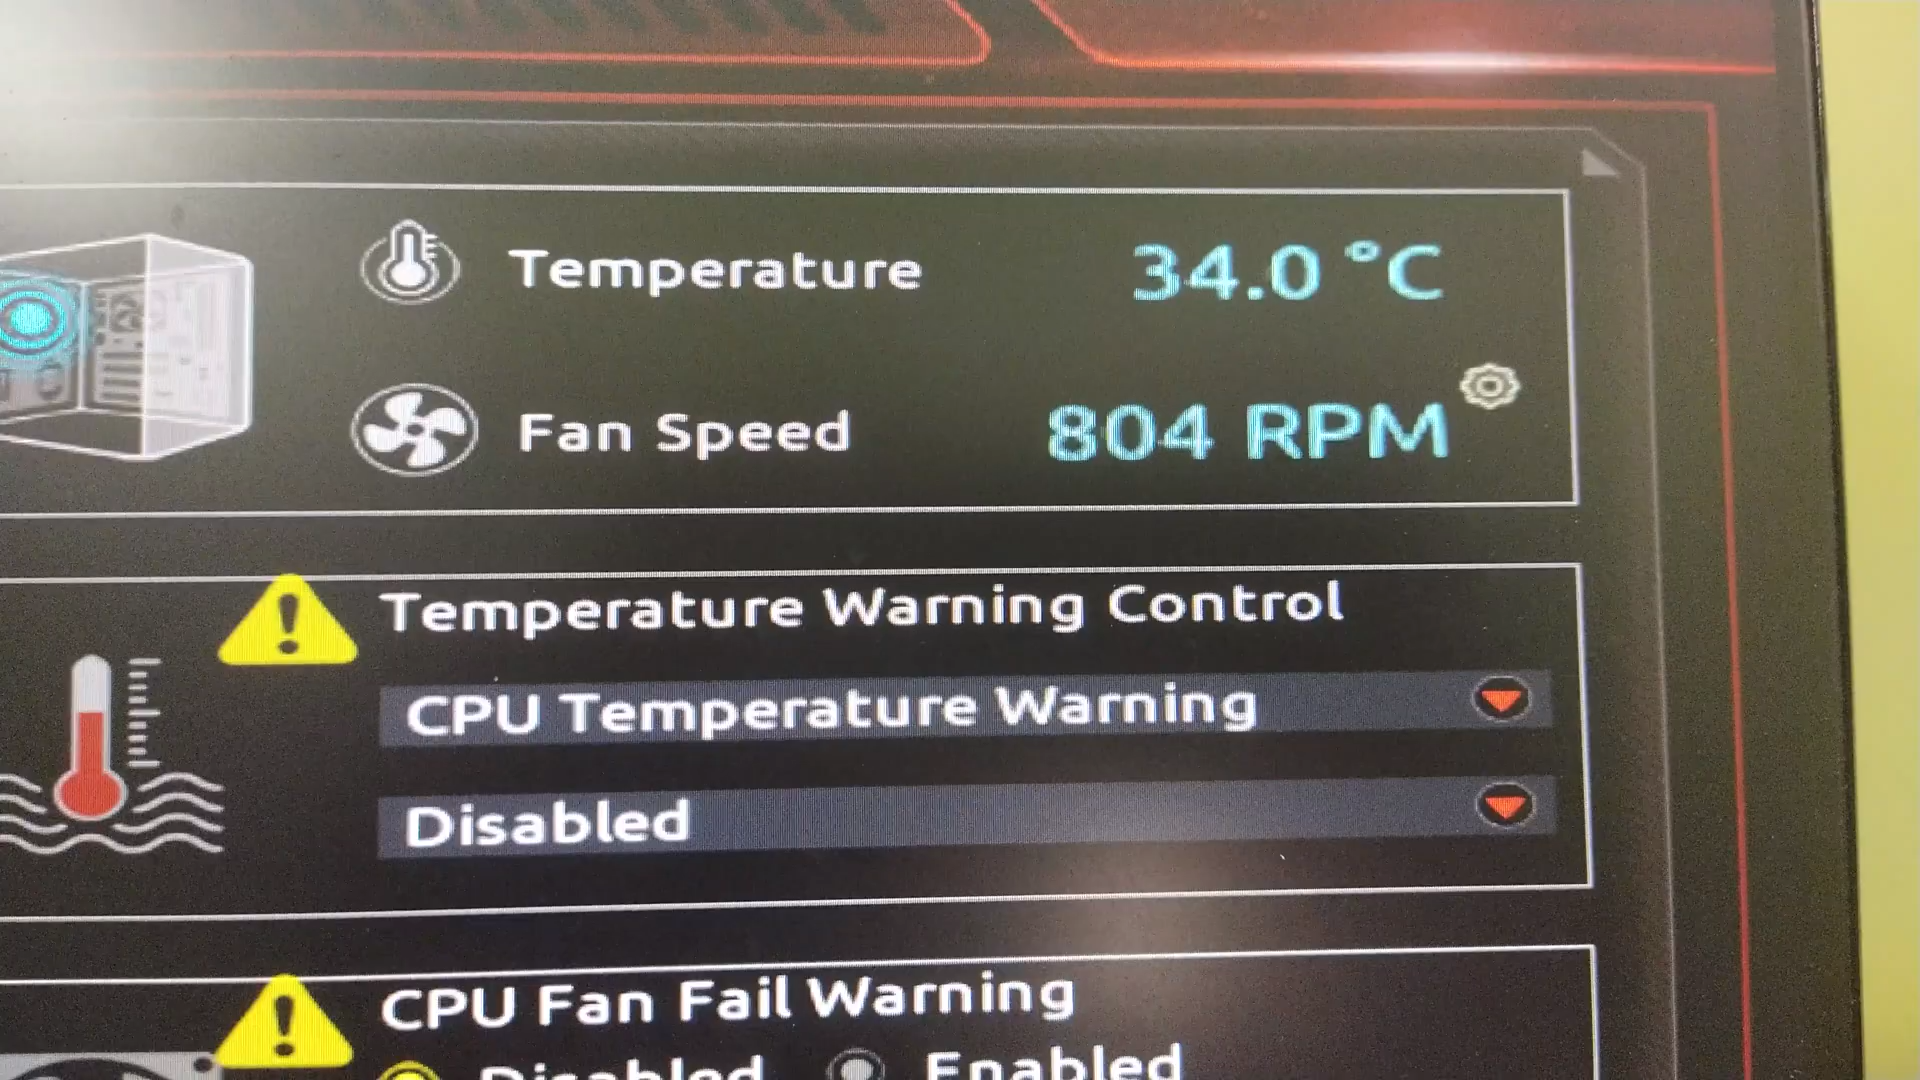 Temperature 34.0 °C
Fan Speed 804 RPM
Temperature Warning Control
CPU Temperature Warning
Disabled
CPU Fan Fail Warning
Disabled Enabled